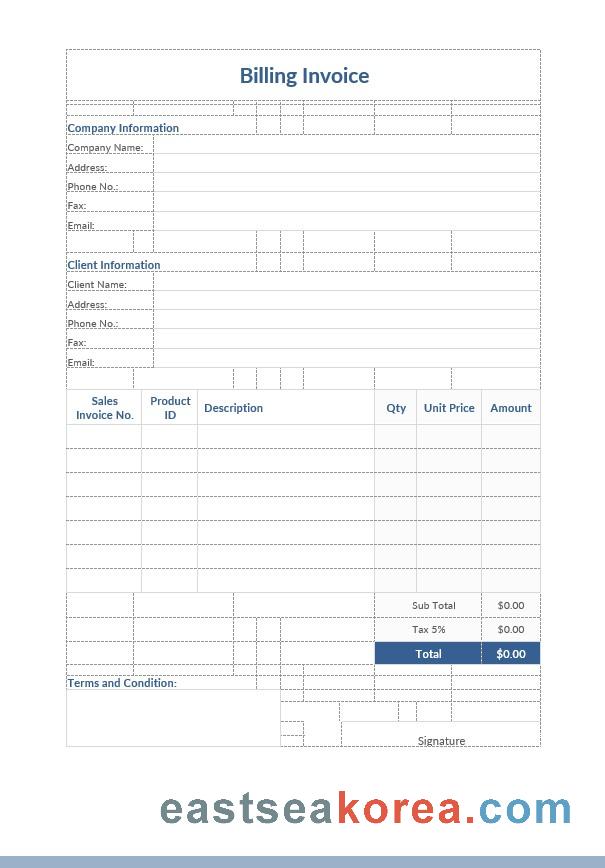 Billing Invoice
Company Information
Company Name:
Address:
Phone No.:
Fax:
Email:
Client Information
Client Name:
Address:
Phone No.:
Fax:
Email:
Sales Invoice No. Product ID Description Qty Unit Price Amount
Sub Total $0.00
Tax 5% $0.00
Total $0.00
Terms and Condition:
Signature
eastseakorea.com